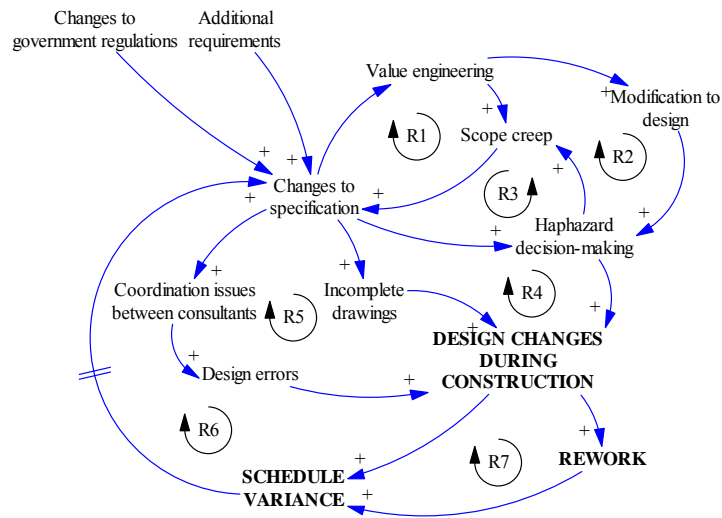 Changes to
government regulations
Additional
requirements
Value engineering
+
Modification to
design
R1
+
Scope creep
R2
+
+
+
Changes to
specification
+
+
+
R3
+
+
Haphazard
decision-making
+
+
Coordination issues
between consultants
R5
Incomplete
drawings
R4
+
+
DESIGN CHANGES
DURING
CONSTRUCTION
+
Design errors
+
R6
+
+
R7
REWORK
SCHEDULE
VARIANCE
+